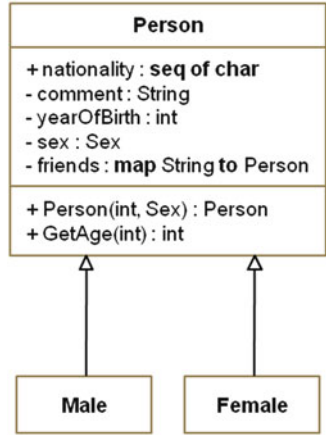 Person
+ nationality : seq of char
- comment : String
- yearOfBirth : int
- sex : Sex
- friends : map String to Person
+ Person(int, Sex) : Person
+ GetAge(int) : int
Male
Female